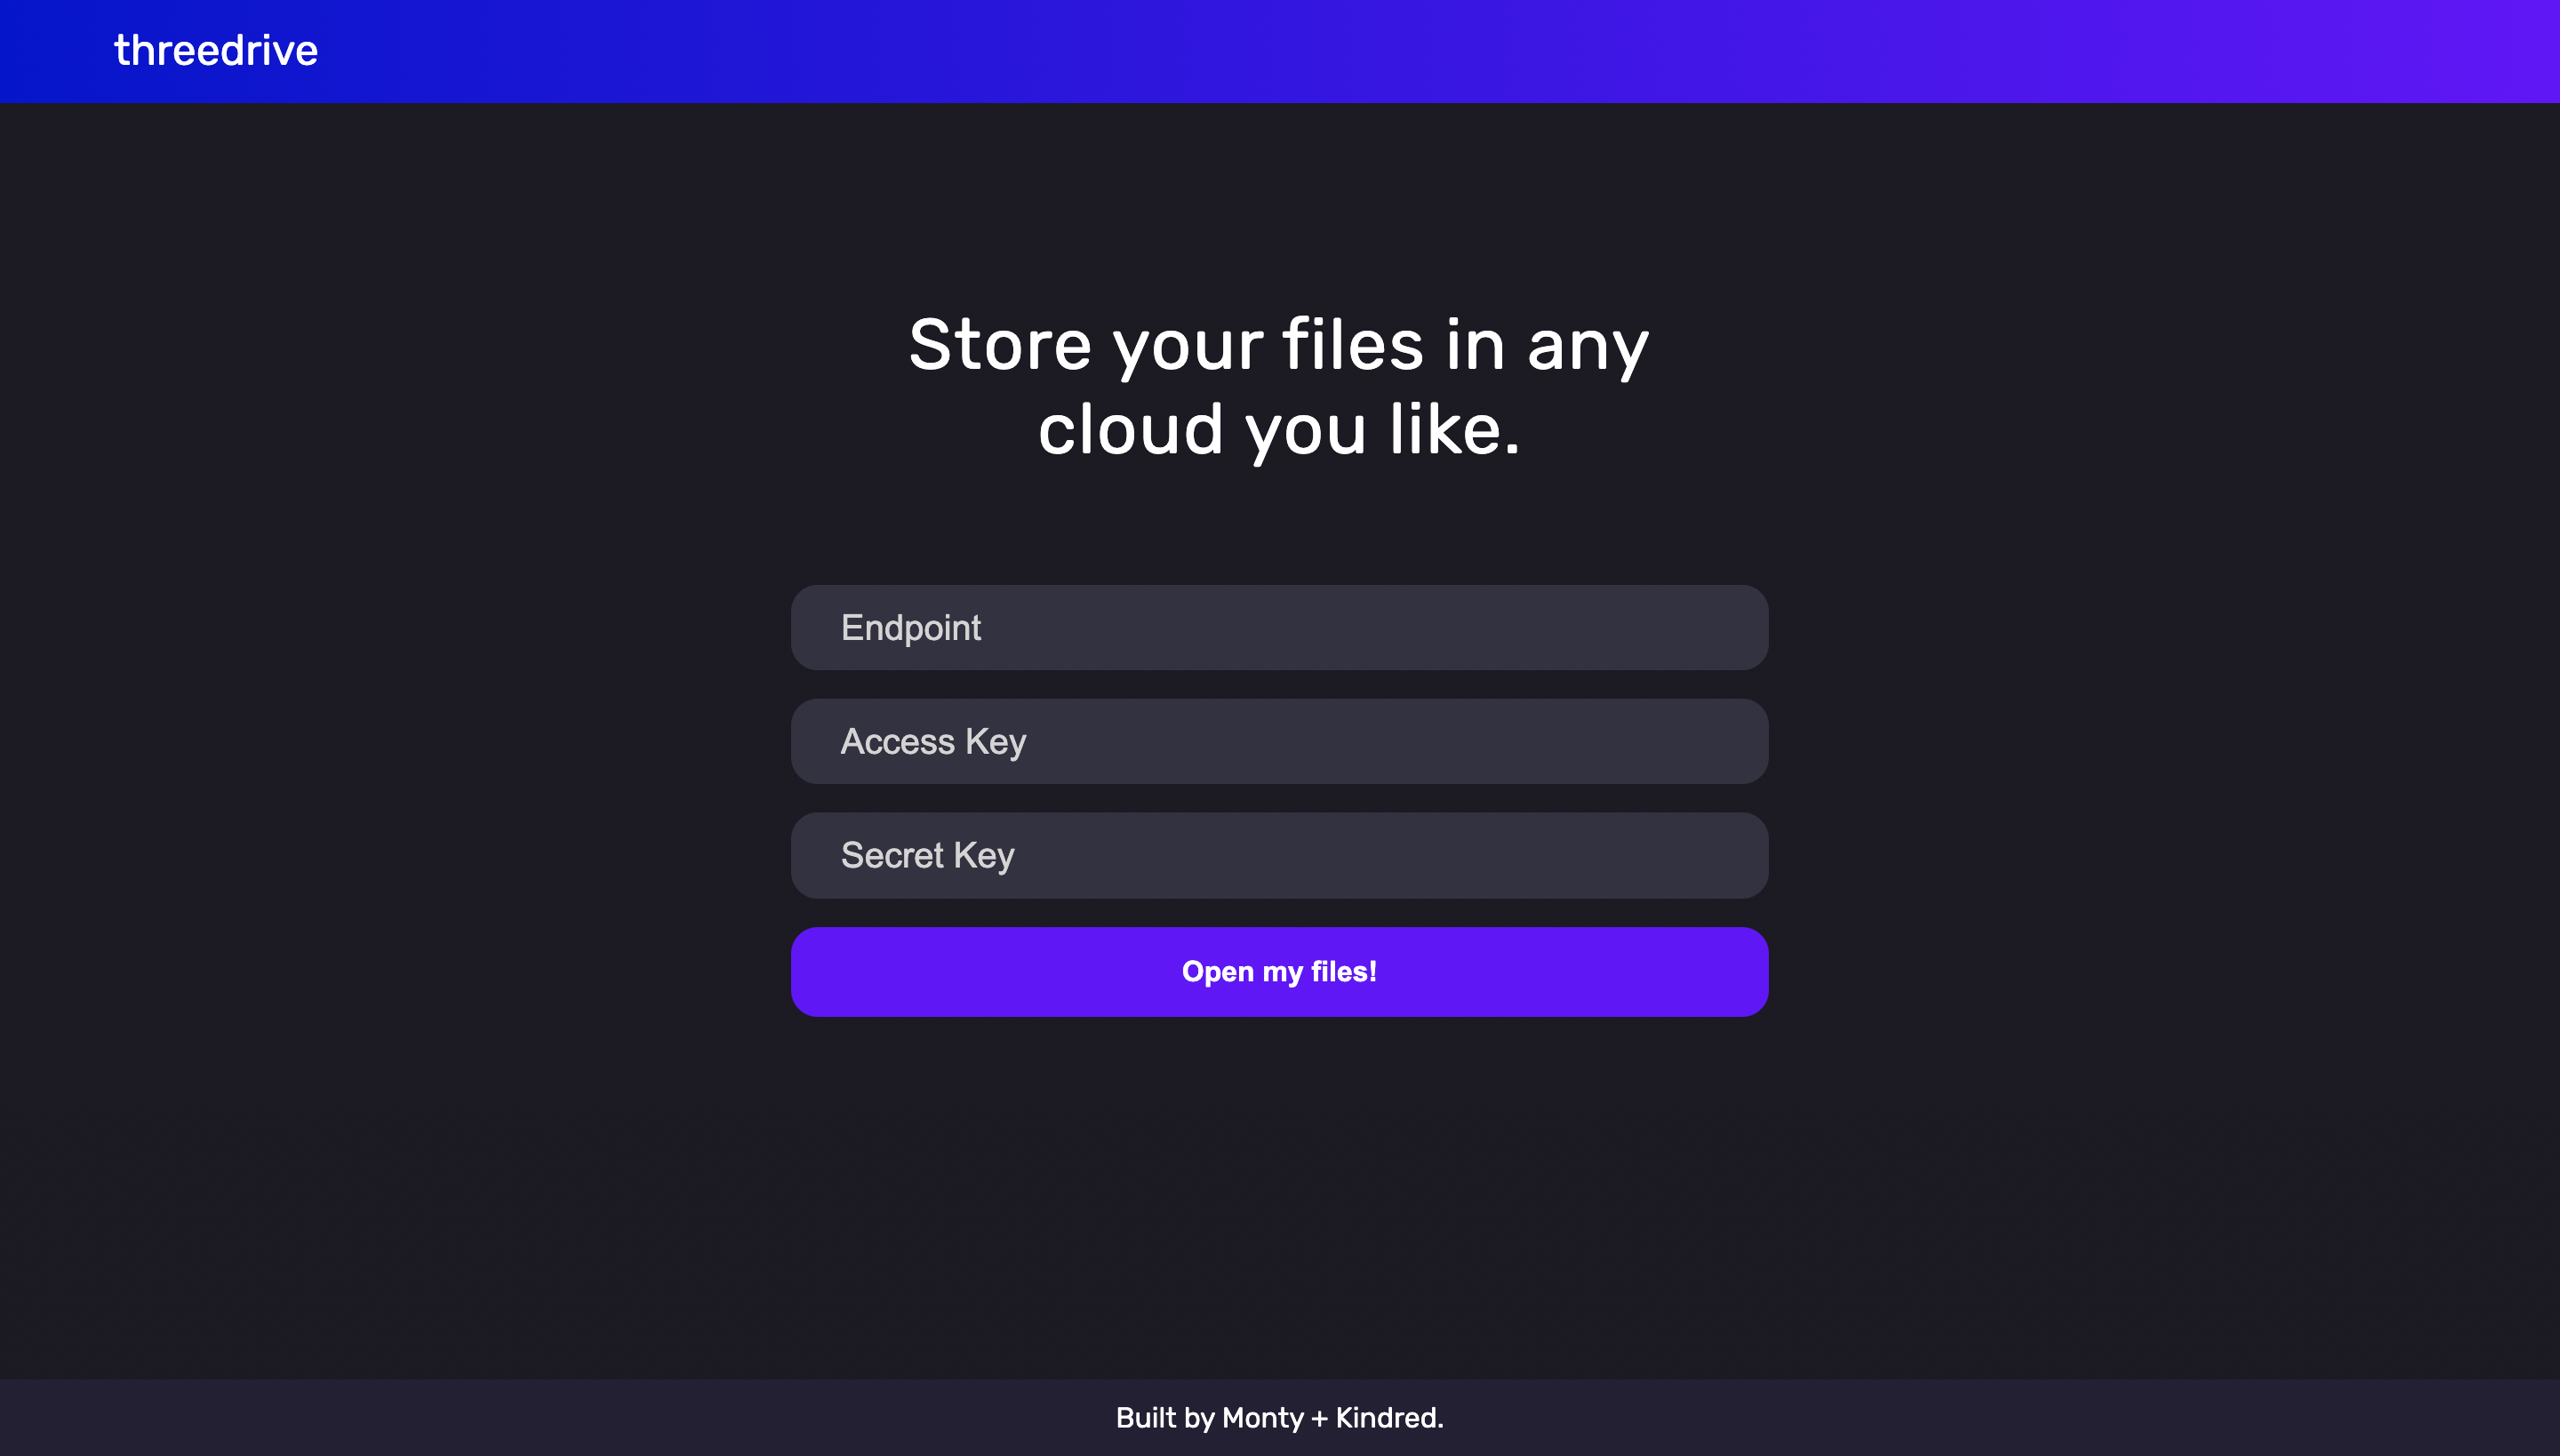 threedrive
Store your files in any
cloud you like.
Endpoint
Access Key
Secret Key
Open my files!
Built by Monty + Kindred.